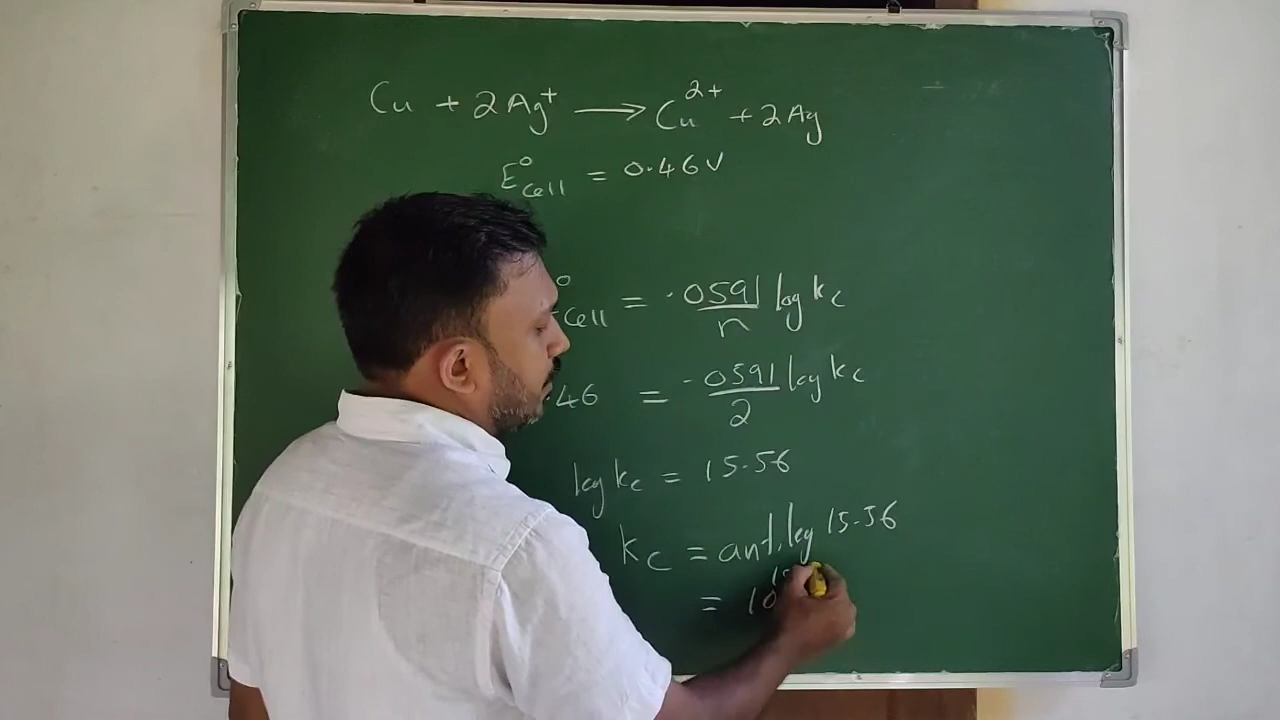 Cu + 2Ag⁺ ⟶ Cu²⁺ + 2Ag
E°cell = 0.46 V
°cell = .0591/n log kc
.46 = .0591/2 log kc
log kc = 15.56
kc = antilog 15.56
= 10